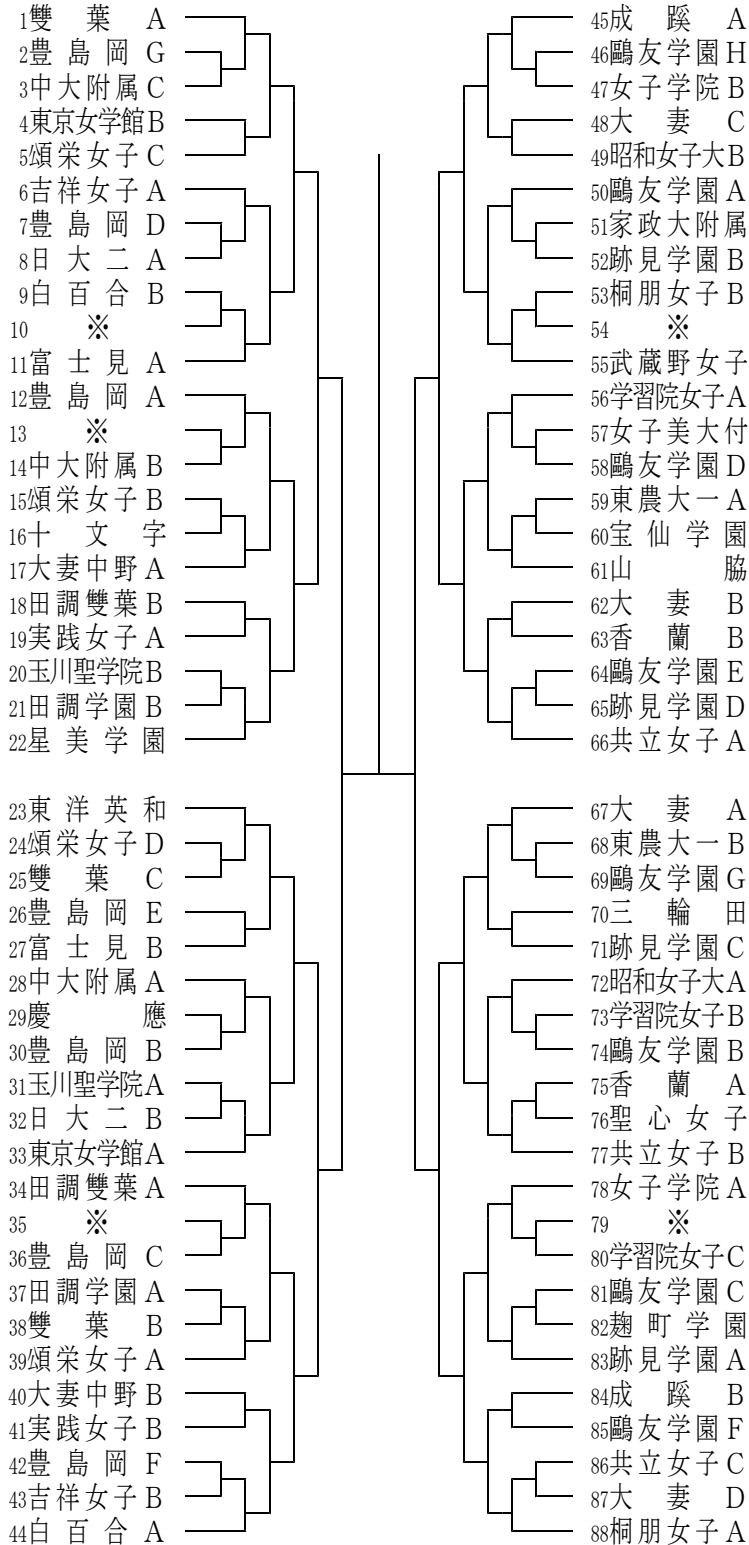 1雙葉A
2豊島岡G
3中大附属C
4東京女学館B
5頌栄女子C
6吉祥女子A
7豊島岡D
8日大二A
9白百合B
10 ※
11富士見A
12豊島岡A
13 ※
14中大附属B
15頌栄女子B
16十文字
17大妻中野A
18田調雙葉B
19実践女子A
20玉川聖学院B
21田調学園B
22星美学園
23東洋英和
24頌栄女子D
25雙葉C
26豊島岡E
27富士見B
28中大附属A
29慶應
30豊島岡B
31玉川聖学院A
32日大二B
33東京女学館A
34田調雙葉A
35 ※
36豊島岡C
37田調学園A
38雙葉B
39頌栄女子A
40大妻中野B
41実践女子B
42豊島岡F
43吉祥女子B
44白百合A
45成蹊A
46鷗友学園H
47女子学院B
48大妻C
49昭和女子大B
50鷗友学園A
51家政大附属
52跡見学園B
53桐朋女子B
54 ※
55武蔵野女子
56学習院女子A
57女子美大付
58鷗友学園D
59東農大一A
60宝仙学園
61山脇
62大妻B
63香蘭B
64鷗友学園E
65跡見学園D
66共立女子A
67大妻A
68東農大一B
69鷗友学園G
70三輪田
71跡見学園C
72昭和女子大A
73学習院女子B
74鷗友学園B
75香蘭A
76聖心女子
77共立女子B
78女子学院A
79 ※
80学習院女子C
81鷗友学園C
82麹町学園
83跡見学園A
84成蹊B
85鷗友学園F
86共立女子C
87大妻D
88桐朋女子A